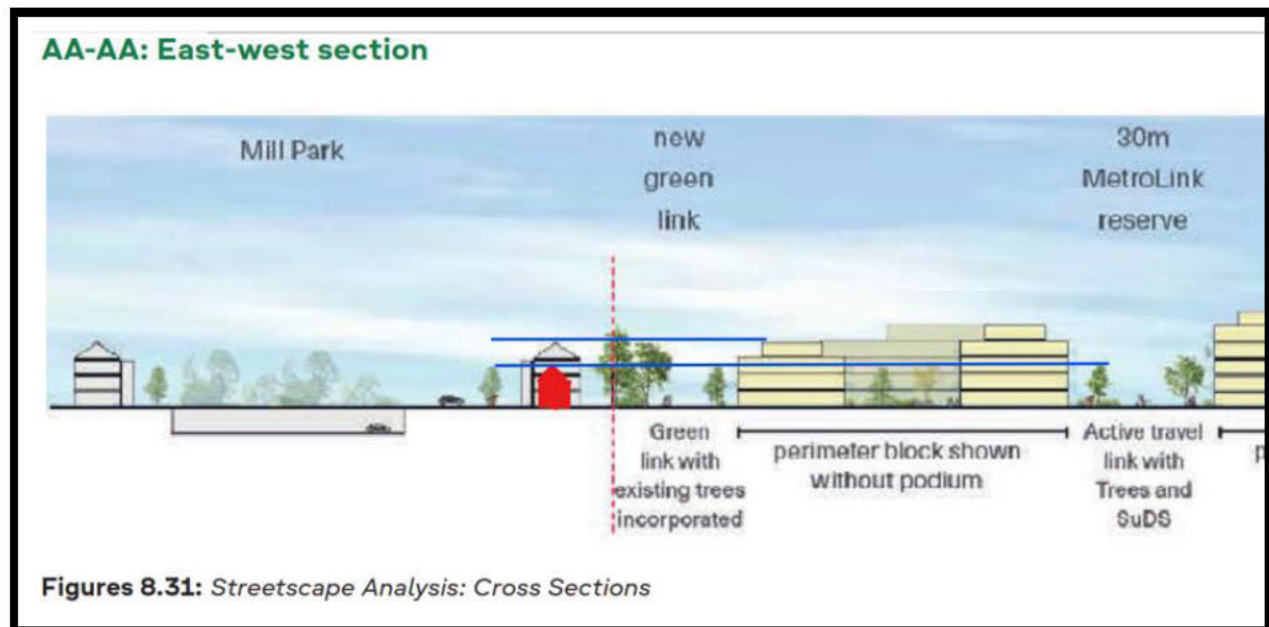 AA-AA: East-west section
Mill Park
new
green
link
30m
MetroLink
reserve
Green
link with
existing trees
incorporated
perimeter block shown
without podium
Active travel
link with
Trees and
SuDS
p
Figures 8.31: Streetscape Analysis: Cross Sections